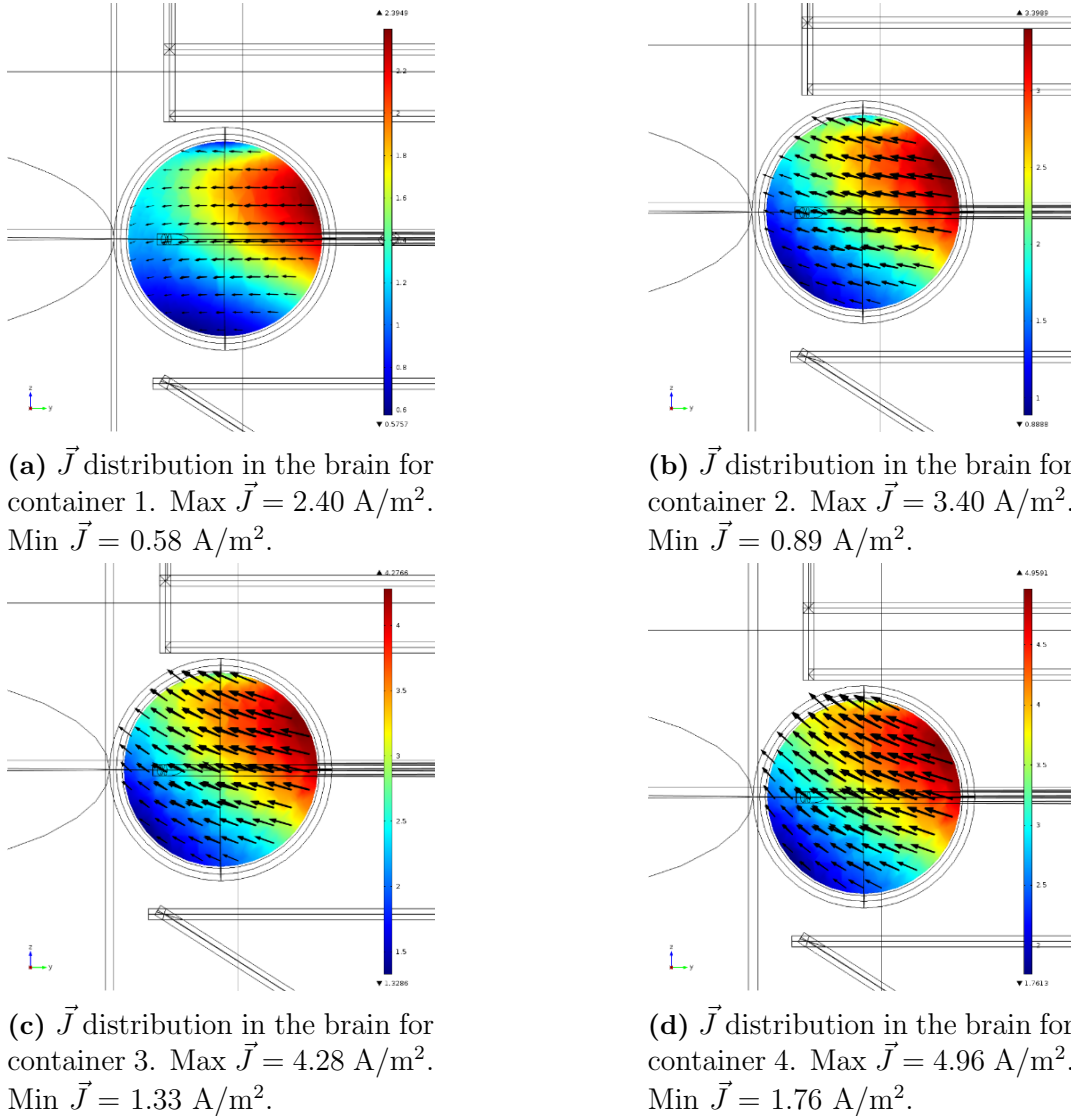 ▲ 2.3949
2.2
2
1.8
1.6
1.4
1.2
1
0.8
0.6
▼ 0.5757
z
y
(a) J⃗ distribution in the brain for
container 1. Max J⃗ = 2.40 A/m².
Min J⃗ = 0.58 A/m².
▲ 3.3989
3
2.5
2
1.5
1
▼ 0.8888
z
y
(b) J⃗ distribution in the brain for
container 2. Max J⃗ = 3.40 A/m².
Min J⃗ = 0.89 A/m².
▲ 4.2766
4
3.5
3
2.5
2
1.5
▼ 1.3286
z
y
(c) J⃗ distribution in the brain for
container 3. Max J⃗ = 4.28 A/m².
Min J⃗ = 1.33 A/m².
▲ 4.9591
4.5
4
3.5
3
2.5
2
▼ 1.7613
z
y
(d) J⃗ distribution in the brain for
container 4. Max J⃗ = 4.96 A/m².
Min J⃗ = 1.76 A/m².